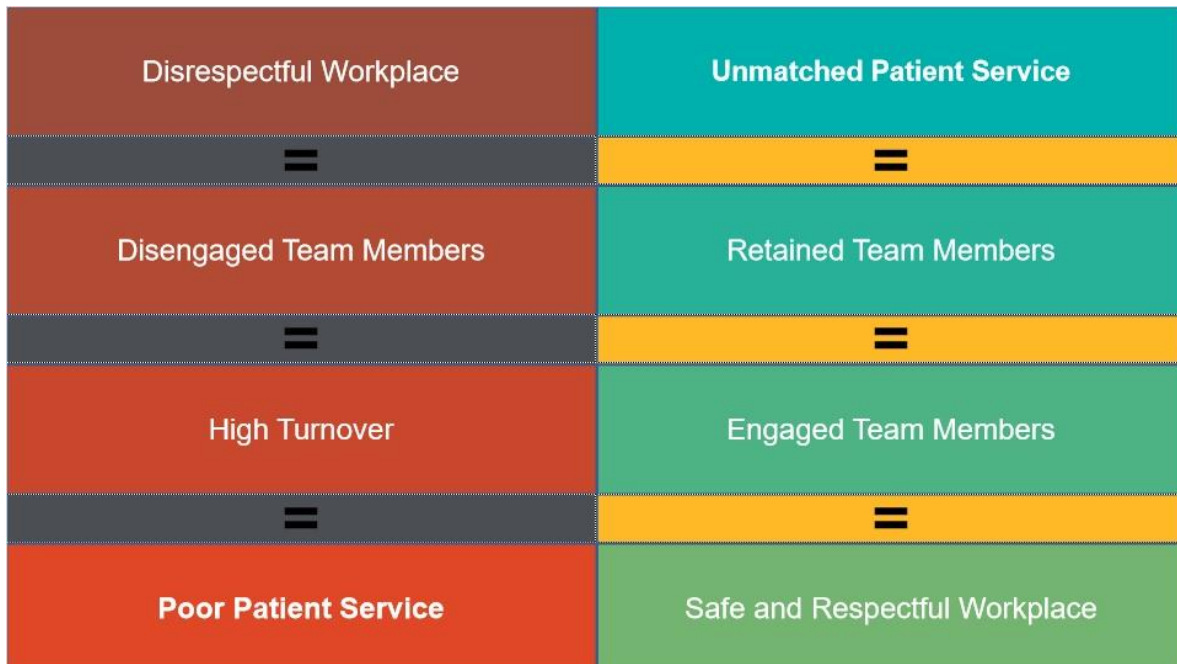 Disrespectful Workplace
=
Disengaged Team Members
=
High Turnover
=
Poor Patient Service
Unmatched Patient Service
=
Retained Team Members
=
Engaged Team Members
=
Safe and Respectful Workplace